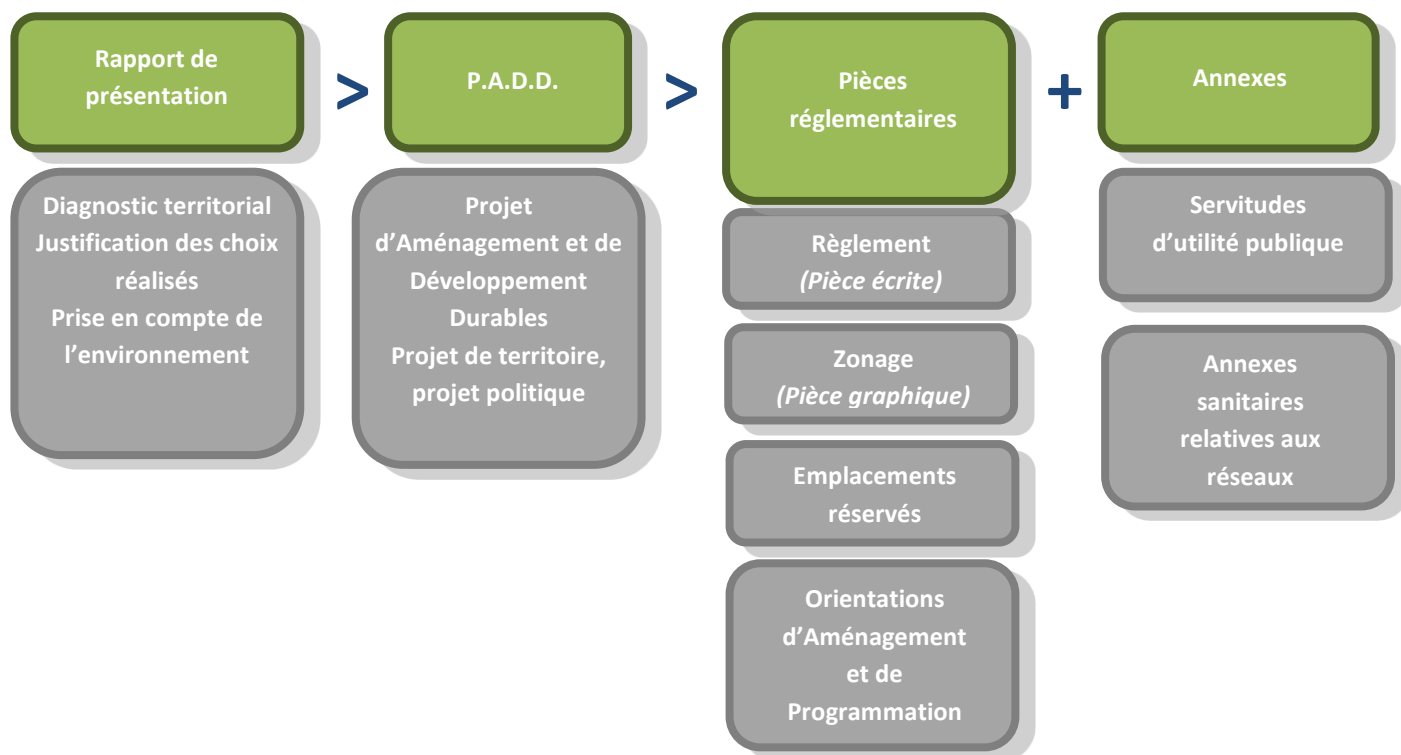 Rapport de
présentation
>
P.A.D.D.
>
Pièces
réglementaires
+
Annexes
Diagnostic territorial
Justification des choix
réalisés
Prise en compte de
l’environnement
Projet
d’Aménagement et de
Développement
Durables
Projet de territoire,
projet politique
Règlement
(Pièce écrite)
Zonage
(Pièce graphique)
Emplacements
réservés
Orientations
d’Aménagement
et de
Programmation
Servitudes
d’utilité publique
Annexes
sanitaires
relatives aux
réseaux